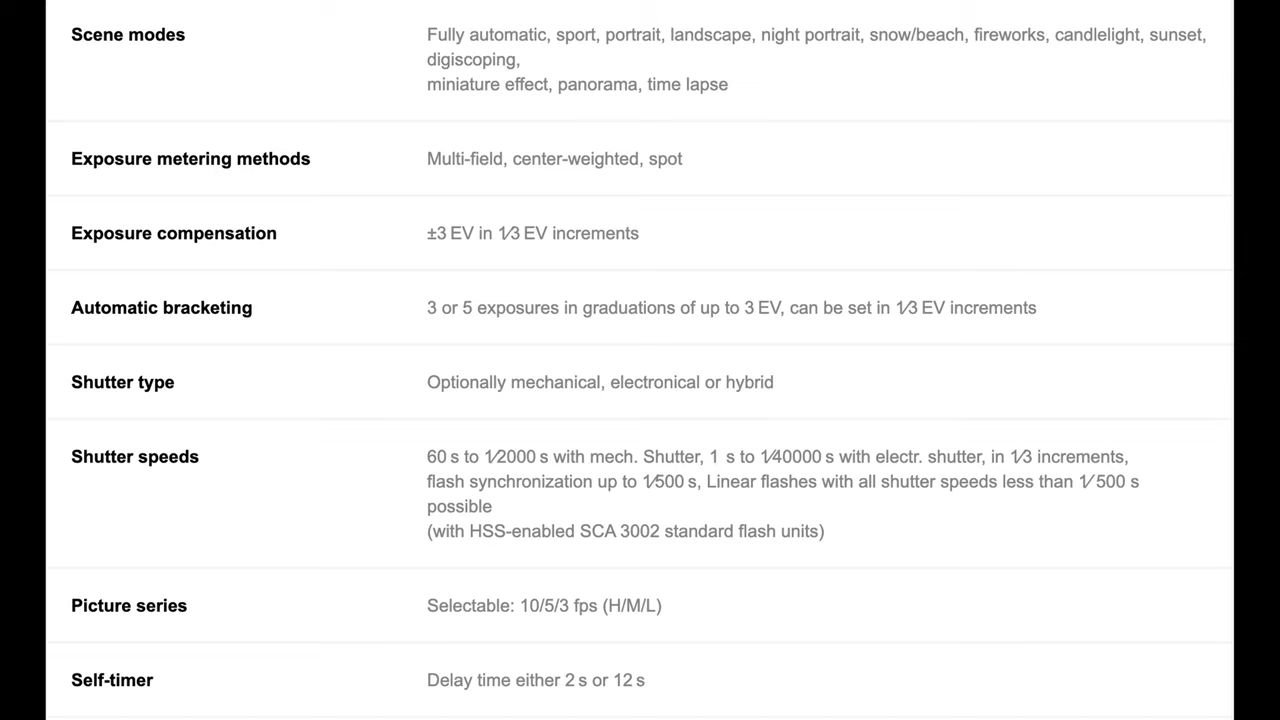 Scene modes
Fully automatic, sport, portrait, landscape, night portrait, snow/beach, fireworks, candlelight, sunset,
digiscoping,
miniature effect, panorama, time lapse
Exposure metering methods
Multi-field, center-weighted, spot
Exposure compensation
±3 EV in 1⁄3 EV increments
Automatic bracketing
3 or 5 exposures in graduations of up to 3 EV, can be set in 1⁄3 EV increments
Shutter type
Optionally mechanical, electronical or hybrid
Shutter speeds
60 s to 1⁄2000 s with mech. Shutter, 1 s to 1⁄40000 s with electr. shutter, in 1⁄3 increments,
flash synchronization up to 1⁄500 s, Linear flashes with all shutter speeds less than 1⁄ 500 s
possible
(with HSS-enabled SCA 3002 standard flash units)
Picture series
Selectable: 10/5/3 fps (H/M/L)
Self-timer
Delay time either 2 s or 12 s